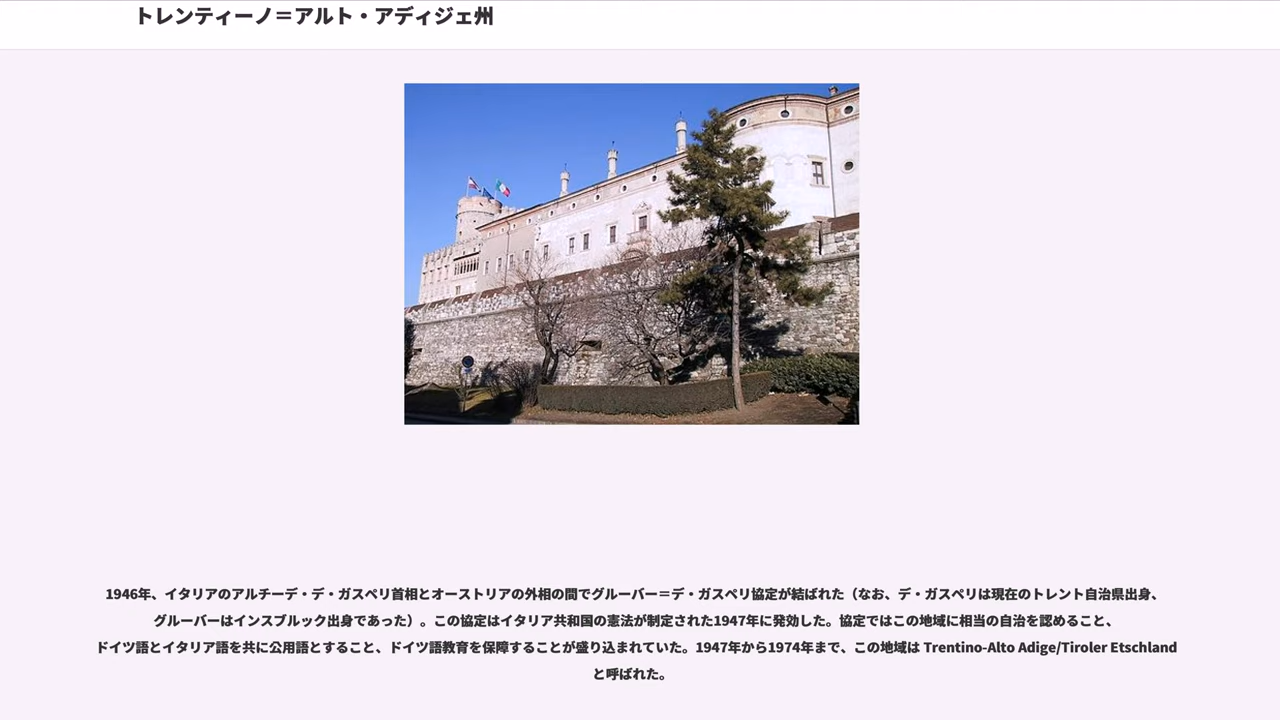 トレンティーノ＝アルト・アディジェ州
1946年、イタリアのアルチーデ・デ・ガスペリ首相とオーストリアの外相の間でグルーバー＝デ・ガスペリ協定が結ばれた（なお、デ・ガスペリは現在のトレント自治県出身、
グルーバーはインスブルック出身であった）。この協定はイタリア共和国の憲法が制定された1947年に発効した。協定ではこの地域に相当の自治を認めること、
ドイツ語とイタリア語を共に公用語とすること、ドイツ語教育を保障することが盛り込まれていた。1947年から1974年まで、この地域は Trentino-Alto Adige/Tiroler Etschland
と呼ばれた。